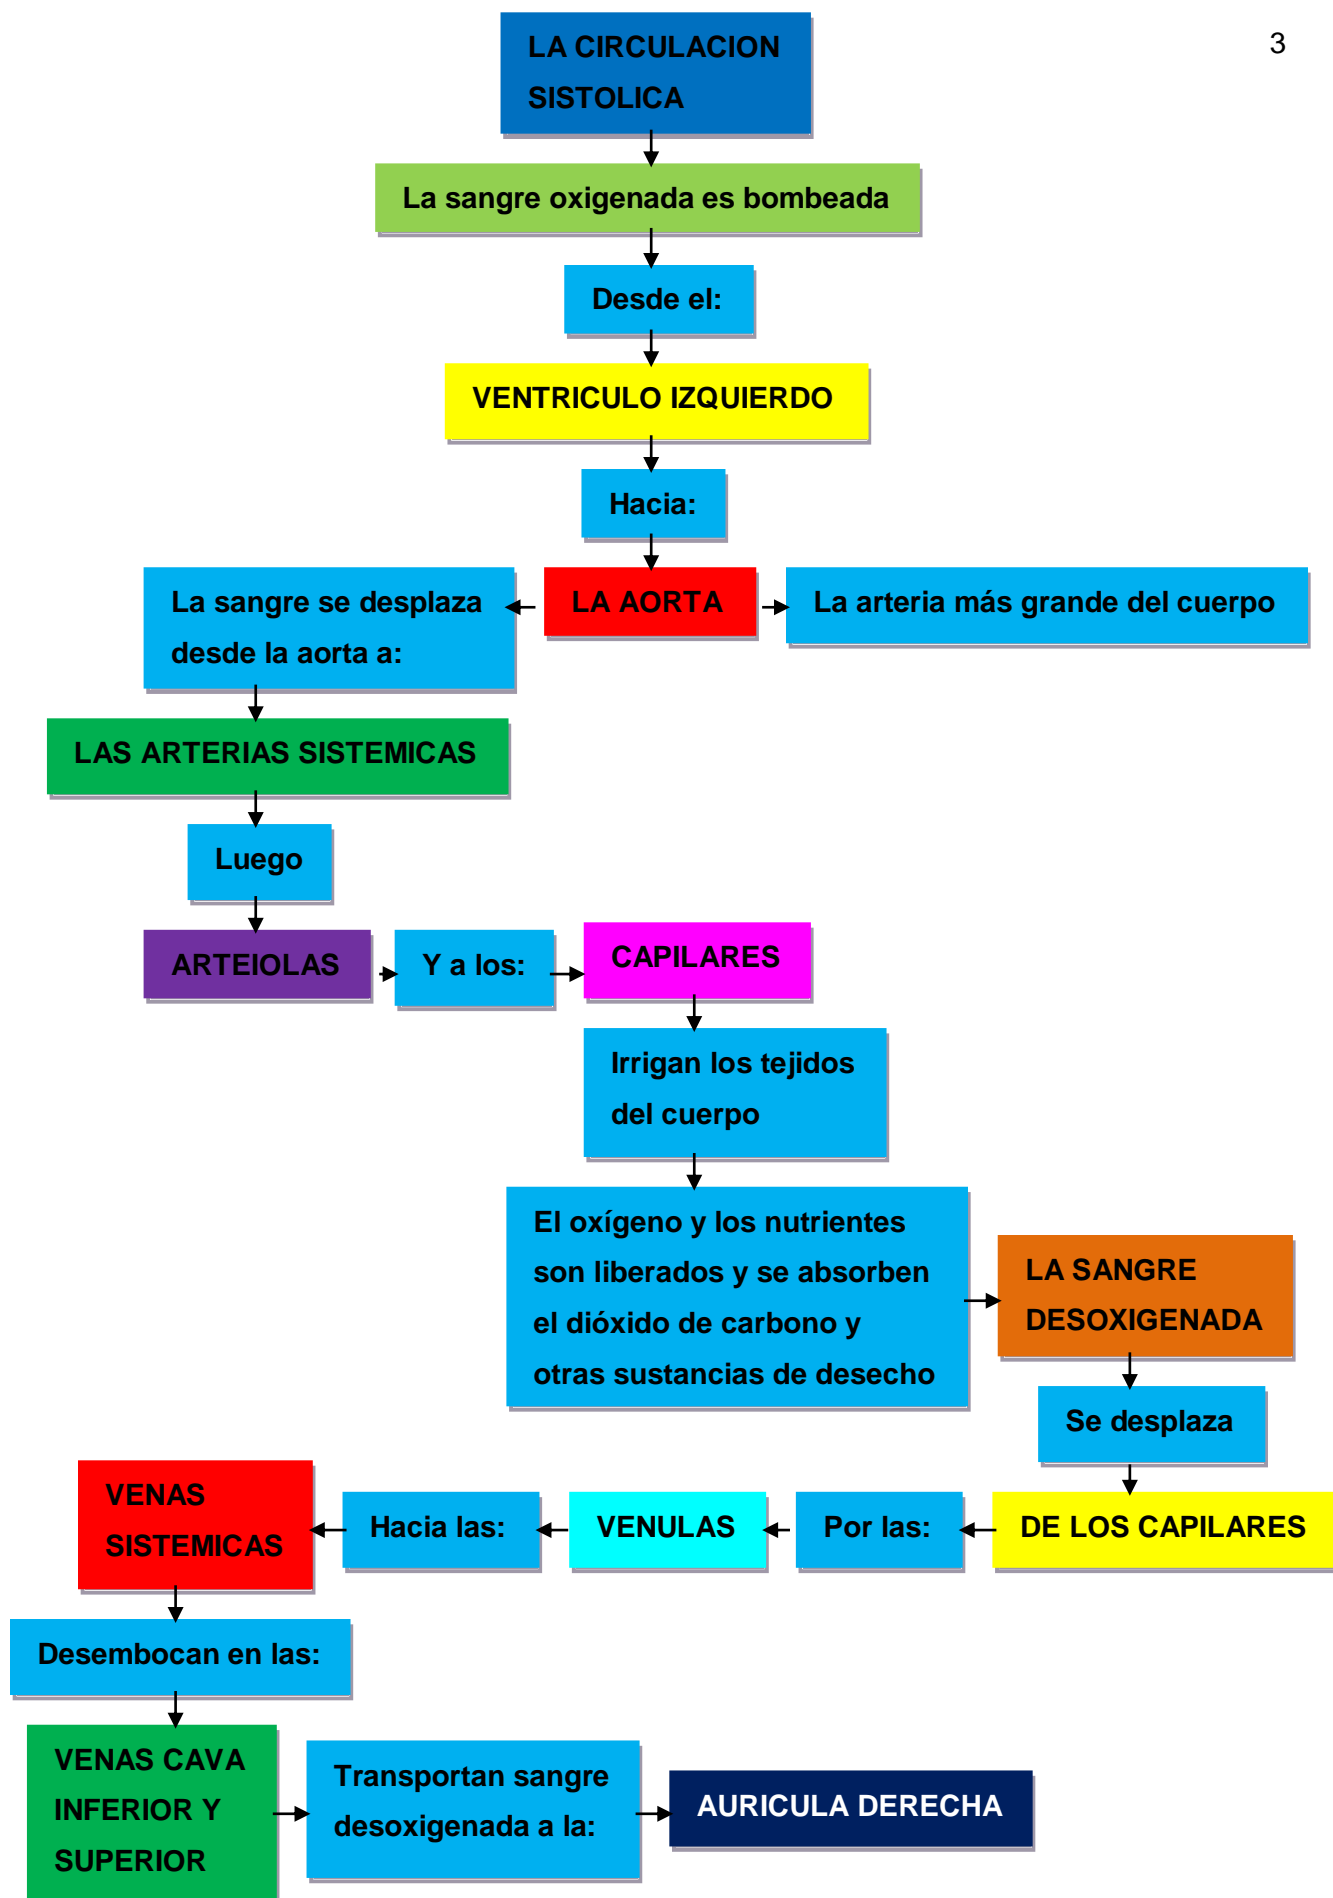 3
LA CIRCULACION
SISTOLICA
La sangre oxigenada es bombeada
Desde el:
VENTRICULO IZQUIERDO
Hacia:
LA AORTA
La arteria más grande del cuerpo
La sangre se desplaza
desde la aorta a:
LAS ARTERIAS SISTEMICAS
Luego
ARTEIOLAS
Y a los:
CAPILARES
Irrigan los tejidos
del cuerpo
El oxígeno y los nutrientes
son liberados y se absorben
el dióxido de carbono y
otras sustancias de desecho
LA SANGRE
DESOXIGENADA
Se desplaza
DE LOS CAPILARES
Por las:
VENULAS
Hacia las:
VENAS
SISTEMICAS
Desembocan en las:
VENAS CAVA
INFERIOR Y
SUPERIOR
Transportan sangre
desoxigenada a la:
AURICULA DERECHA